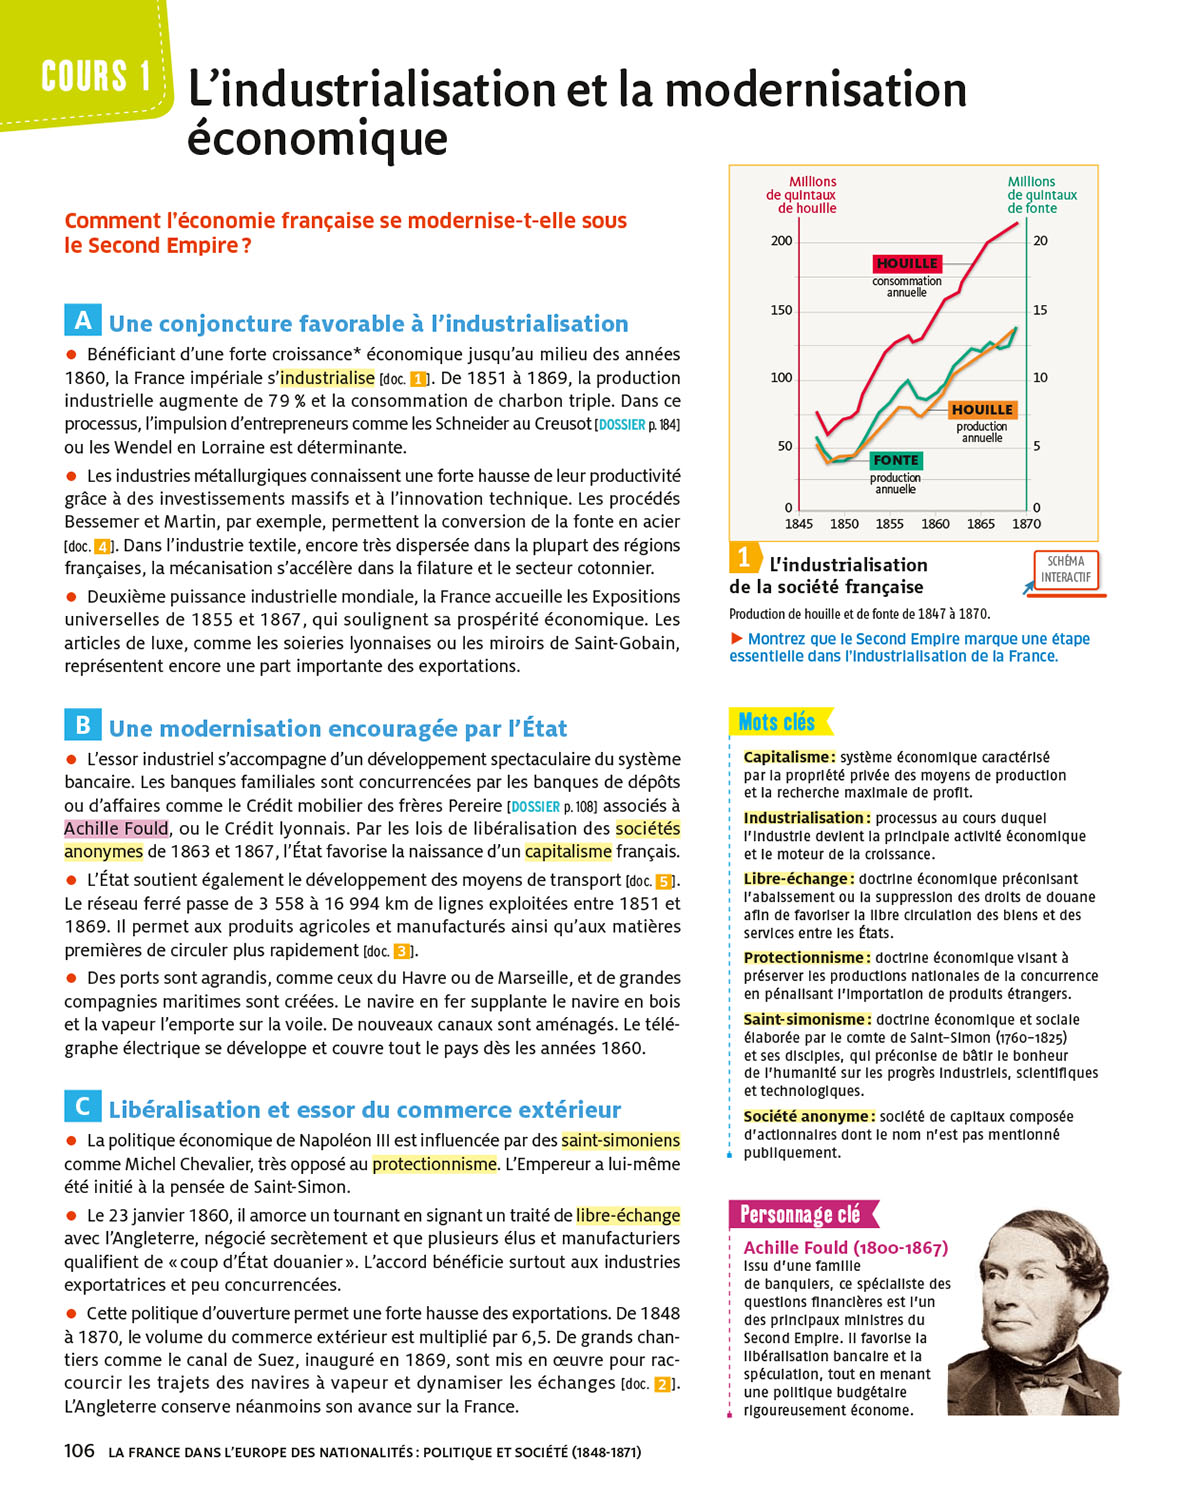 COURS 1
L'industrialisation et la modernisation
économique
Comment l'économie française se modernise-t-elle sous
le Second Empire ?
A Une conjoncture favorable à l'industrialisation
• Bénéficiant d'une forte croissance* économique jusqu'au milieu des années
1860, la France impériale s'industrialise [doc. 1]. De 1851 à 1869, la production
industrielle augmente de 79 % et la consommation de charbon triple. Dans ce
processus, l'impulsion d'entrepreneurs comme les Schneider au Creusot [DOSSIER p. 184]
ou les Wendel en Lorraine est déterminante.
• Les industries métallurgiques connaissent une forte hausse de leur productivité
grâce à des investissements massifs et à l'innovation technique. Les procédés
Bessemer et Martin, par exemple, permettent la conversion de la fonte en acier
[doc. 4]. Dans l'industrie textile, encore très dispersée dans la plupart des régions
françaises, la mécanisation s'accélère dans la filature et le secteur cotonnier.
• Deuxième puissance industrielle mondiale, la France accueille les Expositions
universelles de 1855 et 1867, qui soulignent sa prospérité économique. Les
articles de luxe, comme les soieries lyonnaises ou les miroirs de Saint-Gobain,
représentent encore une part importante des exportations.
B Une modernisation encouragée par l'État
• L'essor industriel s'accompagne d'un développement spectaculaire du système
bancaire. Les banques familiales sont concurrencées par les banques de dépôts
ou d'affaires comme le Crédit mobilier des frères Pereire [DOSSIER p. 108] associés à
Achille Fould, ou le Crédit lyonnais. Par les lois de libéralisation des sociétés
anonymes de 1863 et 1867, l'État favorise la naissance d'un capitalisme français.
• L'État soutient également le développement des moyens de transport [doc. 5].
Le réseau ferré passe de 3 558 à 16 994 km de lignes exploitées entre 1851 et
1869. Il permet aux produits agricoles et manufacturés ainsi qu'aux matières
premières de circuler plus rapidement [doc. 3].
• Des ports sont agrandis, comme ceux du Havre ou de Marseille, et de grandes
compagnies maritimes sont créées. Le navire en fer supplante le navire en bois
et la vapeur l'emporte sur la voile. De nouveaux canaux sont aménagés. Le télé-
graphe électrique se développe et couvre tout le pays dès les années 1860.
C Libéralisation et essor du commerce extérieur
• La politique économique de Napoléon III est influencée par des saint-simoniens
comme Michel Chevalier, très opposé au protectionnisme. L'Empereur a lui-même
été initié à la pensée de Saint-Simon.
• Le 23 janvier 1860, il amorce un tournant en signant un traité de libre-échange
avec l'Angleterre, négocié secrètement et que plusieurs élus et manufacturiers
qualifient de « coup d'État douanier ». L'accord bénéficie surtout aux industries
exportatrices et peu concurrencées.
• Cette politique d'ouverture permet une forte hausse des exportations. De 1848
à 1870, le volume du commerce extérieur est multiplié par 6,5. De grands chan-
tiers comme le canal de Suez, inauguré en 1869, sont mis en œuvre pour rac-
courcir les trajets des navires à vapeur et dynamiser les échanges [doc. 2].
L'Angleterre conserve néanmoins son avance sur la France.
Millions
de quintaux
de houille
Millions
de quintaux
de fonte
200
150
100
50
0
20
15
10
5
0
HOUILLE
consommation
annuelle
HOUILLE
production
annuelle
FONTE
production
annuelle
1845 1850 1855 1860 1865 1870
1 L'industrialisation
de la société française
SCHÉMA
INTERACTIF
Production de houille et de fonte de 1847 à 1870.
► Montrez que le Second Empire marque une étape
essentielle dans l'industrialisation de la France.
Mots clés
Capitalisme : système économique caractérisé
par la propriété privée des moyens de production
et la recherche maximale de profit.
Industrialisation : processus au cours duquel
l'industrie devient la principale activité économique
et le moteur de la croissance.
Libre-échange : doctrine économique préconisant
l'abaissement ou la suppression des droits de douane
afin de favoriser la libre circulation des biens et des
services entre les États.
Protectionnisme : doctrine économique visant à
préserver les productions nationales de la concurrence
en pénalisant l'importation de produits étrangers.
Saint-simonisme : doctrine économique et sociale
élaborée par le comte de Saint-Simon (1760-1825)
et ses disciples, qui préconise de bâtir le bonheur
de l'humanité sur les progrès industriels, scientifiques
et technologiques.
Société anonyme : société de capitaux composée
d'actionnaires dont le nom n'est pas mentionné
publiquement.
Personnage clé
Achille Fould (1800-1867)
Issu d'une famille
de banquiers, ce spécialiste des
questions financières est l'un
des principaux ministres du
Second Empire. Il favorise la
libéralisation bancaire et la
spéculation, tout en menant
une politique budgétaire
rigoureusement économe.
106 LA FRANCE DANS L'EUROPE DES NATIONALITÉS : POLITIQUE ET SOCIÉTÉ (1848-1871)